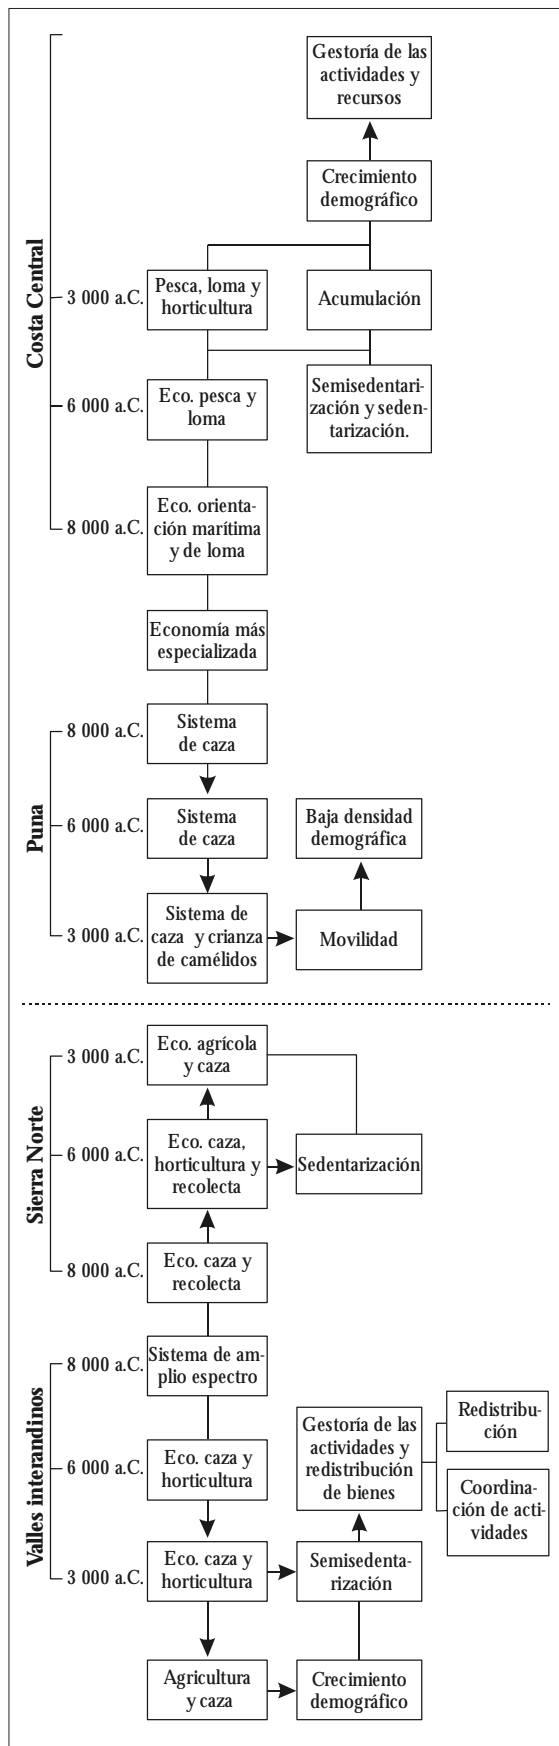 Gestoría de las
actividades y
recursos
Crecimiento
demográfico
Costa Central
3 000 a.C.
Pesca, loma y
horticultura
Acumulación
6 000 a.C.
Eco. pesca y
loma
Semisedentari-
zación y seden-
tarización.
8 000 a.C.
Eco. orienta-
ción marítima
y de loma
Economía más
especializada
Puna
8 000 a.C.
Sistema
de caza
6 000 a.C.
Sistema
de caza
Baja densidad
demográfica
3 000 a.C.
Sistema de
caza y crianza
de camélidos
Movilidad
Sierra Norte
3 000 a.C.
Eco. agrícola
y caza
6 000 a.C.
Eco. caza,
horticultura y
recolecta
Sedentarización
8 000 a.C.
Eco. caza y
recolecta
Valles interandinos
8 000 a.C.
Sistema de am-
plio espectro
6 000 a.C.
Eco. caza y
horticultura
Gestoría de las
actividades y
redistribución
de bienes
Redistribu-
ción
Coordina-
ción de acti-
vidades
3 000 a.C.
Eco. caza y
horticultura
Semisedenta-
rización
Agricultura
y caza
Crecimiento
demográfico